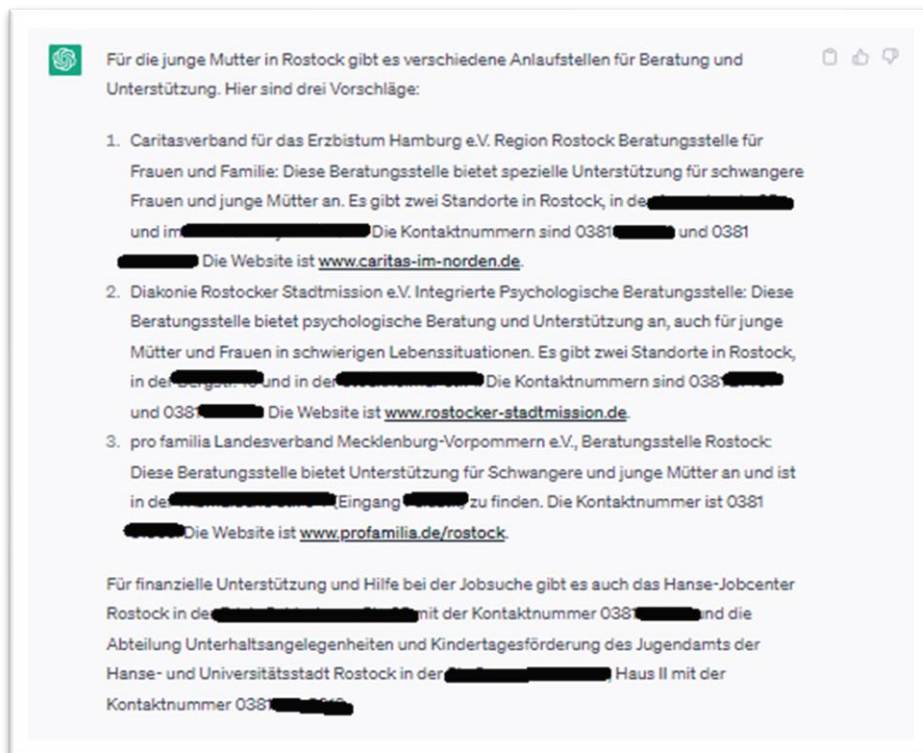 Für die junge Mutter in Rostock gibt es verschiedene Anlaufstellen für Beratung und
Unterstützung. Hier sind drei Vorschläge:
1. Caritasverband für das Erzbistum Hamburg e.V. Region Rostock Beratungsstelle für
Frauen und Familie: Diese Beratungsstelle bietet spezielle Unterstützung für schwangere
Frauen und junge Mütter an. Es gibt zwei Standorte in Rostock, in de
und im Die Kontaktnummern sind 0381 und 0381
Die Website ist www.caritas-im-norden.de.
2. Diakonie Rostocker Stadtmission e.V. Integrierte Psychologische Beratungsstelle: Diese
Beratungsstelle bietet psychologische Beratung und Unterstützung an, auch für junge
Mütter und Frauen in schwierigen Lebenssituationen. Es gibt zwei Standorte in Rostock,
in der und in der Die Kontaktnummern sind 038
und 038 Die Website ist www.rostocker-stadtmission.de.
3. pro familia Landesverband Mecklenburg-Vorpommern e.V., Beratungsstelle Rostock:
Diese Beratungsstelle bietet Unterstützung für Schwangere und junge Mütter an und ist
in de (Eingang zu finden. Die Kontaktnummer ist 0381
Die Website ist www.profamilia.de/rostock.
Für finanzielle Unterstützung und Hilfe bei der Jobsuche gibt es auch das Hanse-Jobcenter
Rostock in de mit der Kontaktnummer 038 und die
Abteilung Unterhaltsangelegenheiten und Kindertagesförderung des Jugendamts der
Hanse- und Universitätsstadt Rostock in der , Haus II mit der
Kontaktnummer 038